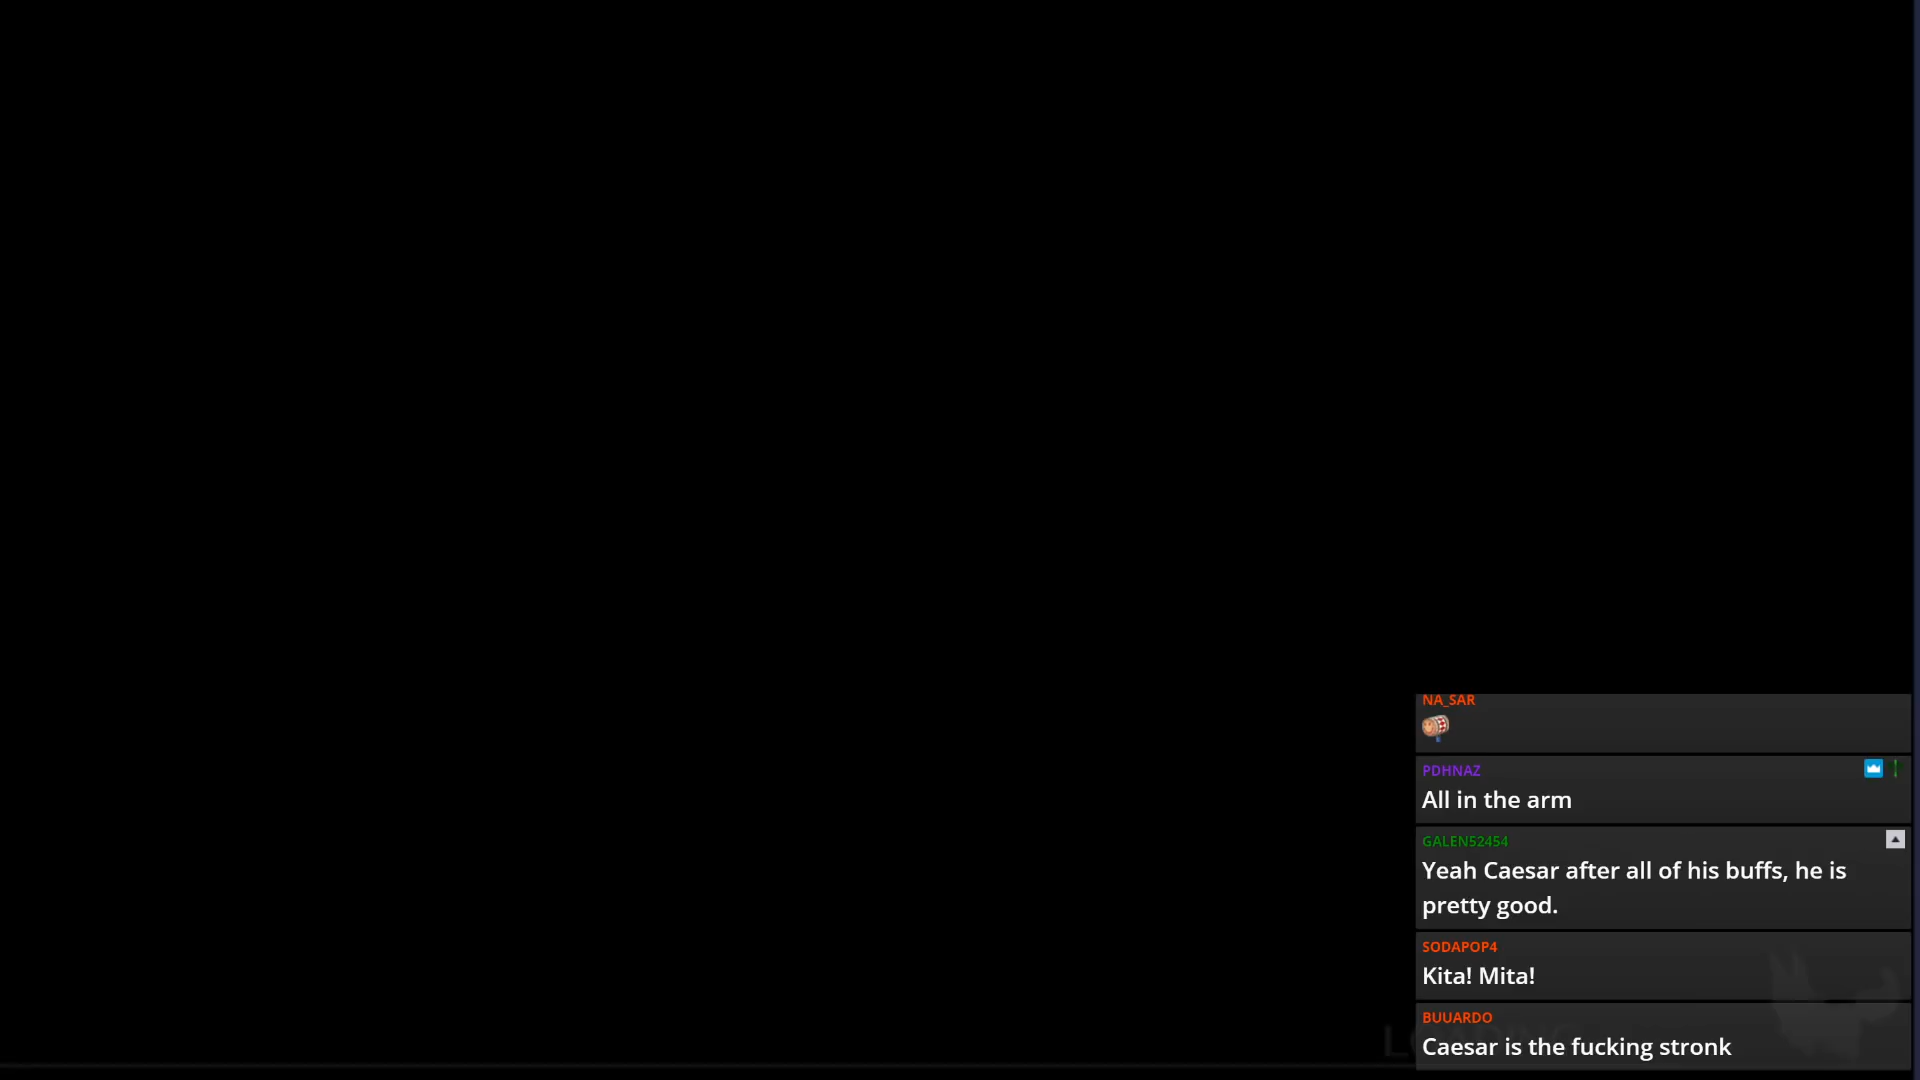 NA_SAR
PDHNAZ
All in the arm
GALEN52454
Yeah Caesar after all of his buffs, he is
pretty good.
SODAPOP4
Kita! Mita!
BUUARDO
Caesar is the fucking stronk